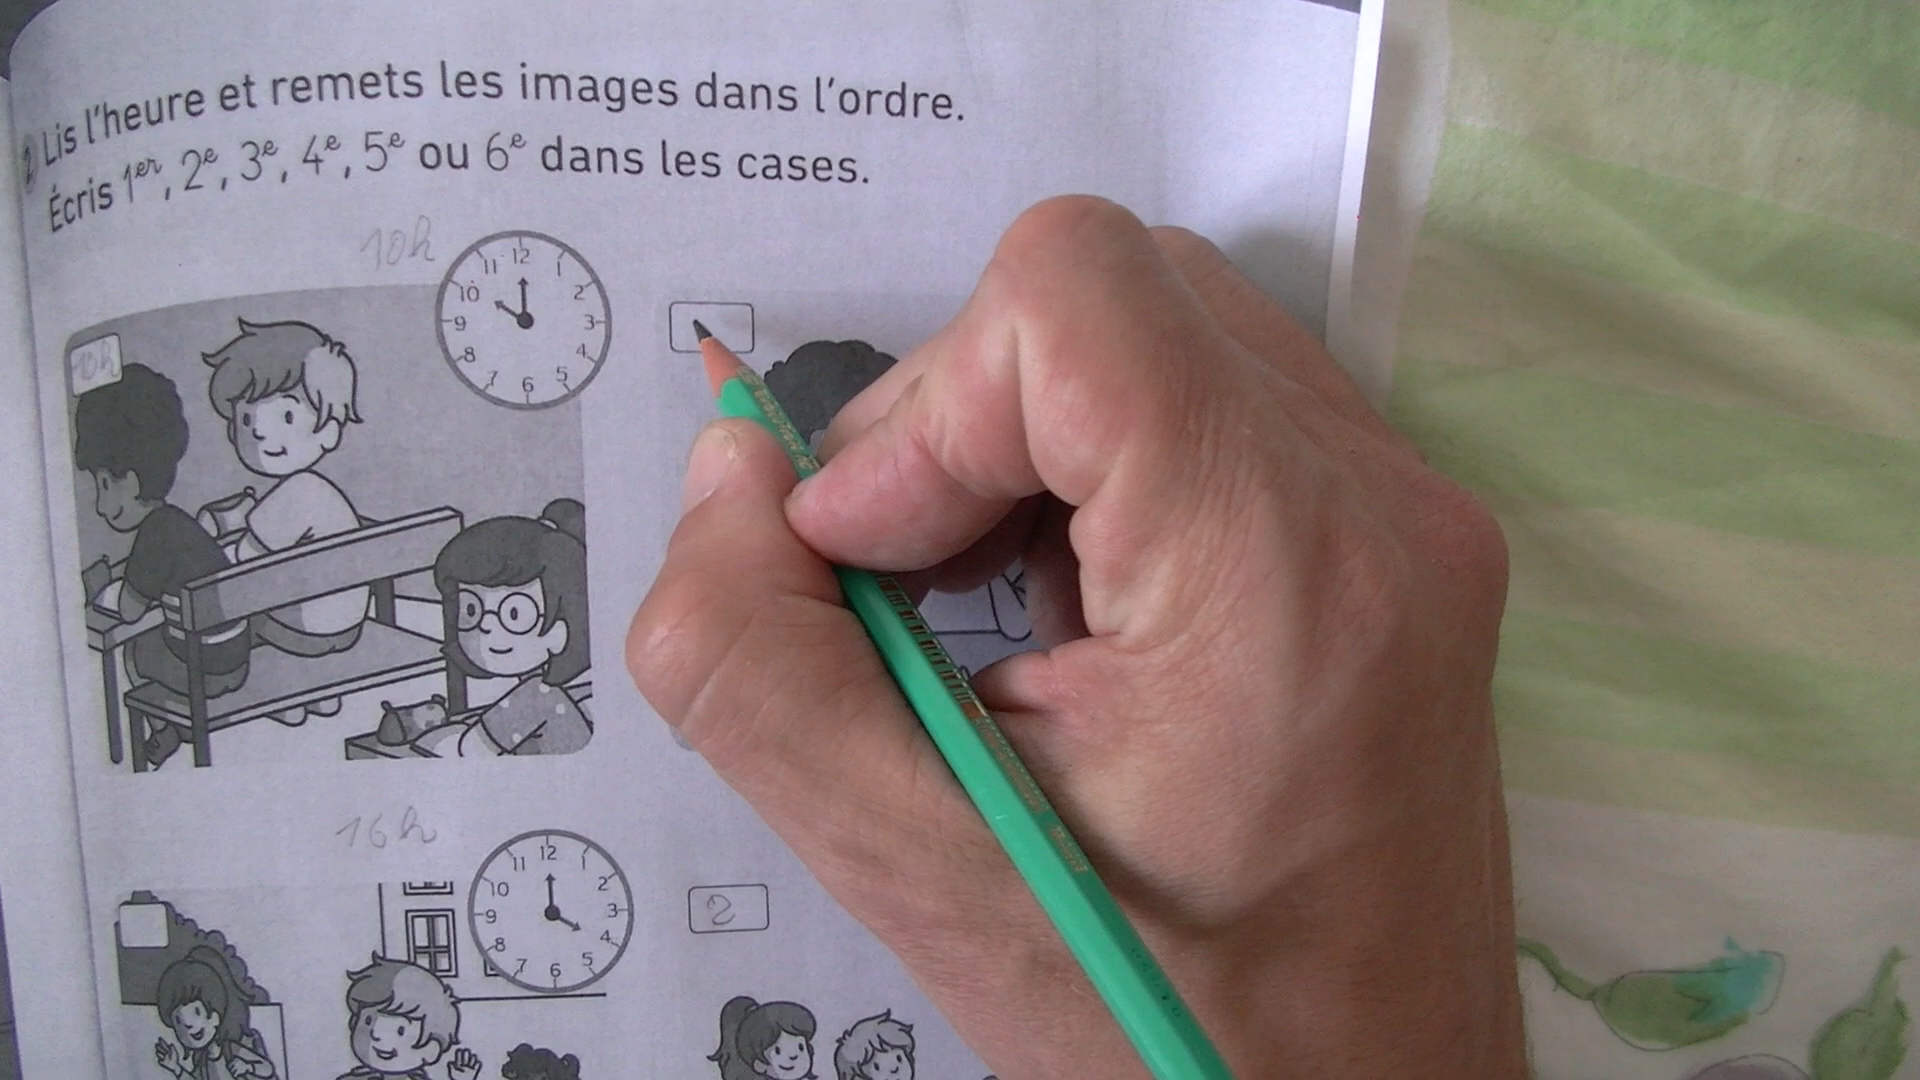 2 Lis l'heure et remets les images dans l'ordre.
Écris 1er, 2e, 3e, 4e, 5e ou 6e dans les cases.
10h
12
11 1
10 2
9 3
8 4
7 6 5
10h
16h
12
11 1
10 2
9 3
8 4
7 6 5
2